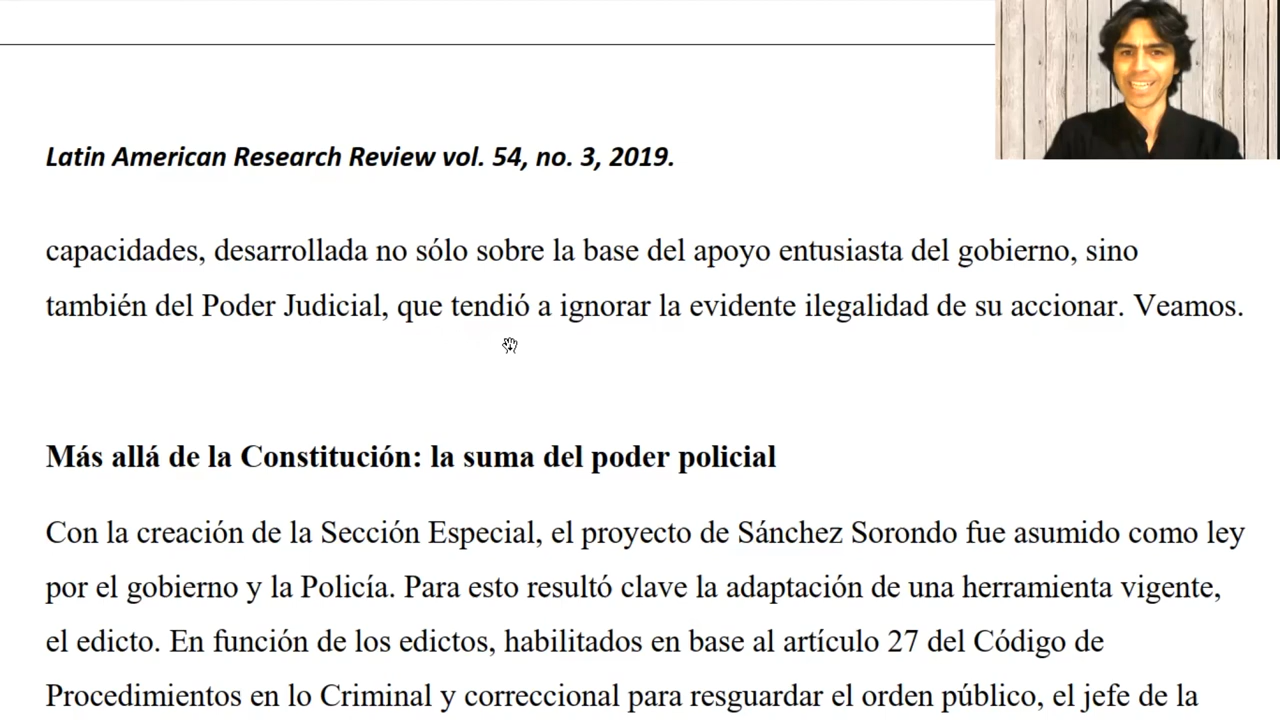 Latin American Research Review vol. 54, no. 3, 2019.
capacidades, desarrollada no sólo sobre la base del apoyo entusiasta del gobierno, sino
también del Poder Judicial, que tendió a ignorar la evidente ilegalidad de su accionar. Veamos.
Más allá de la Constitución: la suma del poder policial
Con la creación de la Sección Especial, el proyecto de Sánchez Sorondo fue asumido como ley
por el gobierno y la Policía. Para esto resultó clave la adaptación de una herramienta vigente,
el edicto. En función de los edictos, habilitados en base al artículo 27 del Código de
Procedimientos en lo Criminal y correccional para resguardar el orden público, el jefe de la